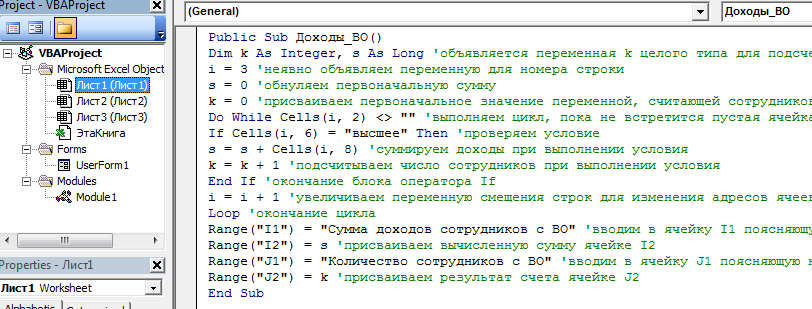 Project - VBAProject
(General)
Доходы_ВО
VBAProject
Microsoft Excel Object
Лист1 (Лист1)
Лист2 (Лист2)
Лист3 (Лист3)
ЭтаКнига
Forms
UserForm1
Modules
Module1
Properties - Лист1
Лист1 Worksheet
Alphabetic
Public Sub Доходы_ВО()
Dim k As Integer, s As Long 'объявляется переменная k целого типа для подсче
i = 3 'неявно объявляем переменную для номера строки
s = 0 'обнуляем первоначальную сумму
k = 0 'присваиваем первоначальное значение переменной, считающей сотрудников
Do While Cells(i, 2) <> "" 'выполняем цикл, пока не встретится пустая ячейка
If Cells(i, 6) = "высшее" Then 'проверяем условие
s = s + Cells(i, 8) 'суммируем доходы при выполнении условия
k = k + 1 'подсчитываем число сотрудников при выполнении условия
End If 'окончание блока оператора If
i = i + 1 'увеличиваем переменную смещения строк для изменения адресов ячеек
Loop 'окончание цикла
Range("I1") = "Сумма доходов сотрудников с ВО" 'вводим в ячейку I1 поясняющу
Range("I2") = s 'присваиваем вычисленную сумму ячейке I2
Range("J1") = "Количество сотрудников с ВО" 'вводим в ячейку J1 поясняющую н
Range("J2") = k 'присваиваем результат счета ячейке J2
End Sub